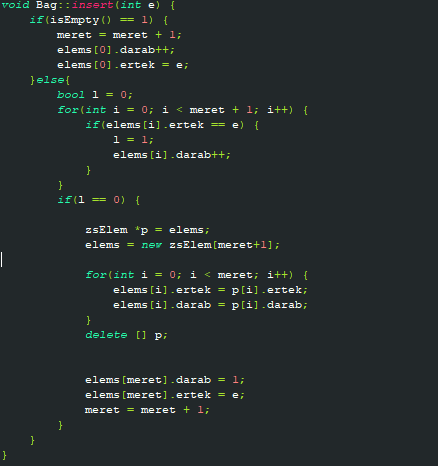 void Bag::insert(int e) {
    if(isEmpty() == 1) {
        meret = meret + 1;
        elems[0].darab++;
        elems[0].ertek = e;
    }else{
        bool l = 0;
        for(int i = 0; i < meret + 1; i++) {
            if(elems[i].ertek == e) {
                l = 1;
                elems[i].darab++;
            }
        }
        if(l == 0) {
            zsElem *p = elems;
            elems = new zsElem[meret+1];
            for(int i = 0; i < meret; i++) {
                elems[i].ertek = p[i].ertek;
                elems[i].darab = p[i].darab;
            }
            delete [] p;
            elems[meret].darab = 1;
            elems[meret].ertek = e;
            meret = meret + 1;
        }
    }
}